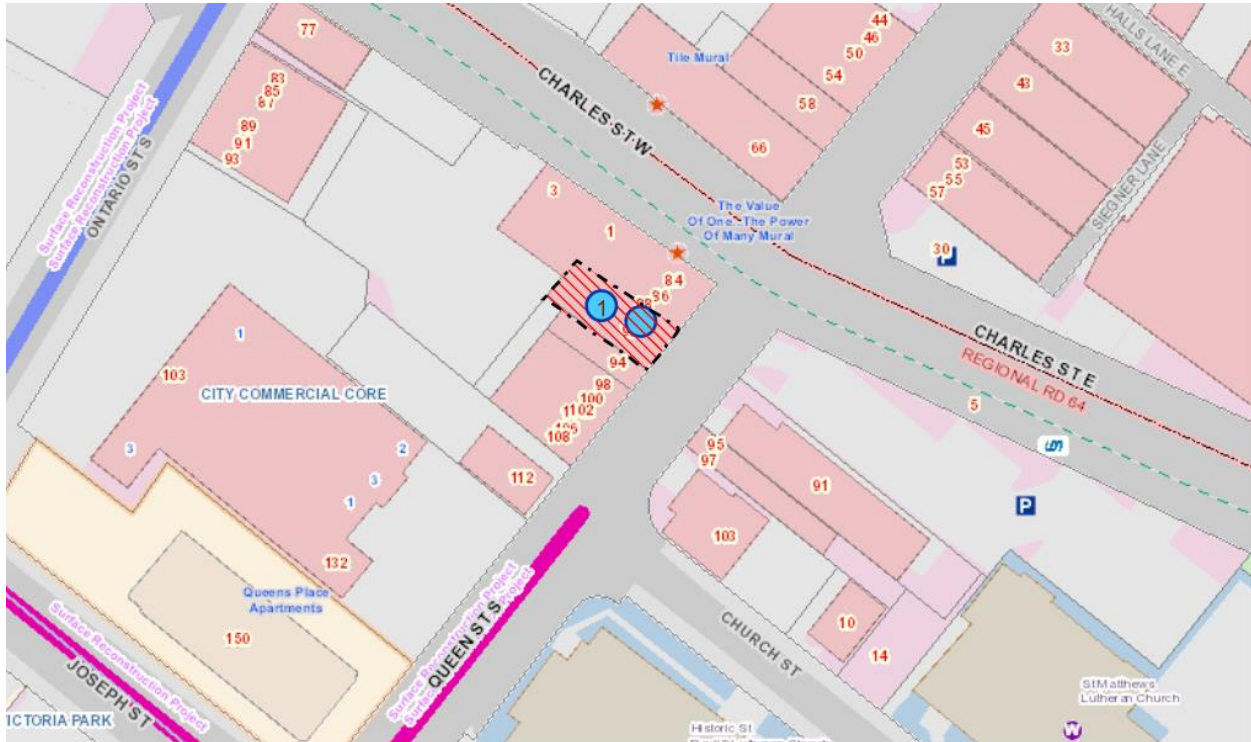 77
83
85
87
89
91
93
Surface Reconstruction Project
Surface Reconstruction Project
ONTARIO ST S
CHARLES ST W
Tile Mural
44
46
50
54
58
66
HALLS LANE E
33
43
45
53
55
57
SIEGNER LANE
30
P
3
1
The Value
Of One...The Power
Of Many Mural
84
86
1
94
98
100
102
108
112
CHARLES ST E
REGIONAL RD 64
5
P
1
103
CITY COMMERCIAL CORE
3
2
3
1
132
Queens Place
Apartments
150
Surface Reconstruction Project
JOSEPH ST
ICTORIA PARK
Surface Reconstruction Project
QUEEN ST S
95
97
91
103
10
14
CHURCH ST
St Matthews
Lutheran Church
W
Historic St